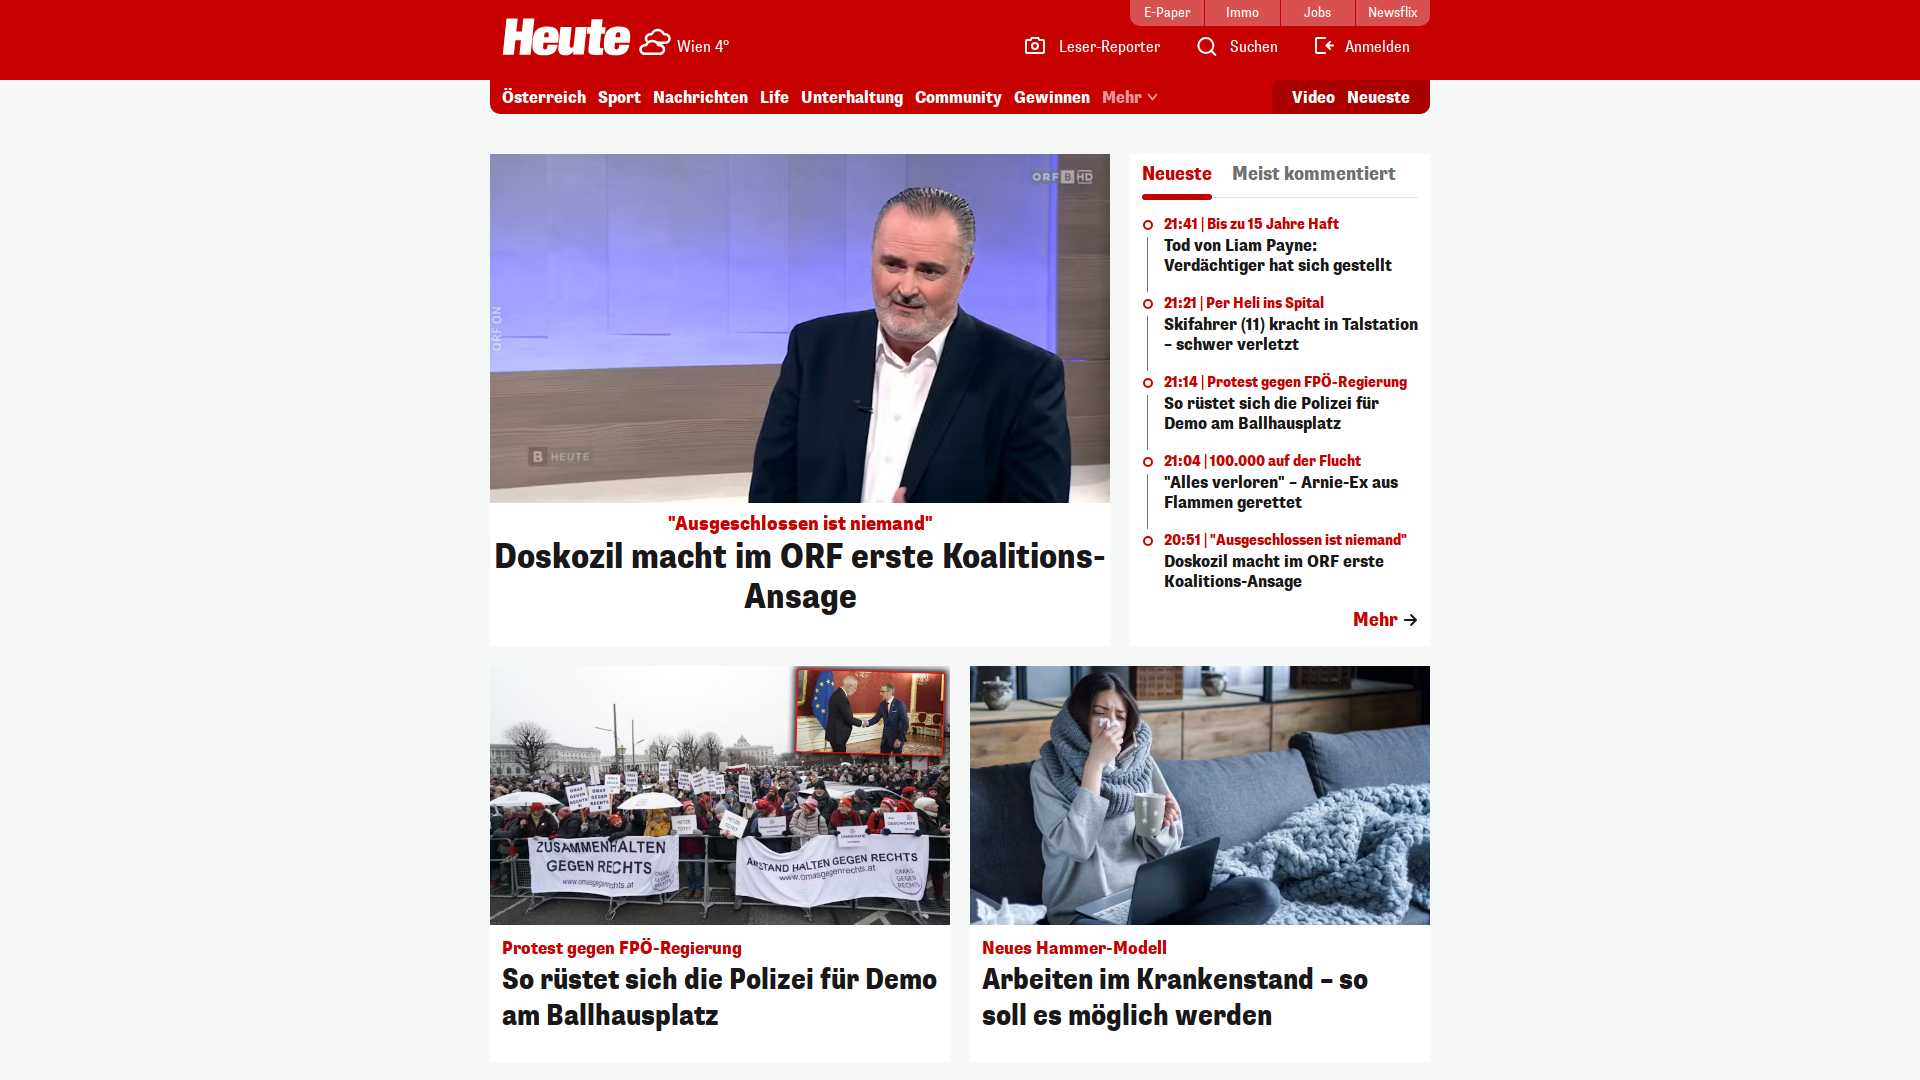 E-Paper
Immo
Jobs
Newsflix
Heute
Wien 4°
Leser-Reporter
Suchen
Anmelden
Österreich Sport Nachrichten Life Unterhaltung Community Gewinnen Mehr
Video Neueste
ORF B HD
ORF ON
B HEUTE
"Ausgeschlossen ist niemand"
Doskozil macht im ORF erste Koalitions-
Ansage
Neueste
Meist kommentiert
21:41 | Bis zu 15 Jahre Haft
Tod von Liam Payne:
Verdächtiger hat sich gestellt
21:21 | Per Heli ins Spital
Skifahrer (11) kracht in Talstation
– schwer verletzt
21:14 | Protest gegen FPÖ-Regierung
So rüstet sich die Polizei für
Demo am Ballhausplatz
21:04 | 100.000 auf der Flucht
"Alles verloren" – Arnie-Ex aus
Flammen gerettet
20:51 | "Ausgeschlossen ist niemand"
Doskozil macht im ORF erste
Koalitions-Ansage
Mehr
OMAS
GEGEN
RECHTS
ZUSAMMENHALTEN
GEGEN RECHTS
www.omasgegenrechts.at
ABSTAND HALTEN GEGEN RECHTS
www.omasgegenrechts.at
OMAS
GEGEN
RECHTS
Protest gegen FPÖ-Regierung
So rüstet sich die Polizei für Demo
am Ballhausplatz
Neues Hammer-Modell
Arbeiten im Krankenstand – so
soll es möglich werden